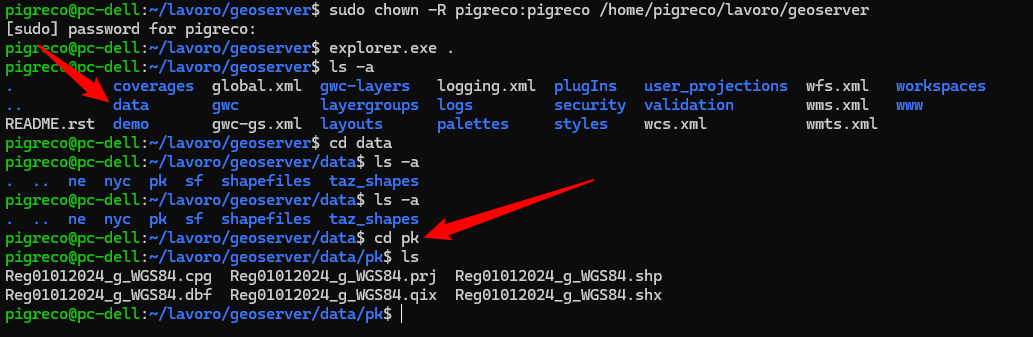 pigreco@pc-dell:~/lavoro/geoserver$ sudo chown -R pigreco:pigreco /home/pigreco/lavoro/geoserver
[sudo] password for pigreco:
pigreco@pc-dell:~/lavoro/geoserver$ explorer.exe .
pigreco@pc-dell:~/lavoro/geoserver$ ls -a
. coverages global.xml gwc-layers logging.xml plugIns user_projections wfs.xml workspaces
.. data gwc layergroups logs security validation wms.xml www
README.rst demo gwc-gs.xml layouts palettes styles wcs.xml wmts.xml
pigreco@pc-dell:~/lavoro/geoserver$ cd data
pigreco@pc-dell:~/lavoro/geoserver/data$ ls -a
. .. ne nyc pk sf shapefiles taz_shapes
pigreco@pc-dell:~/lavoro/geoserver/data$ ls -a
. .. ne nyc pk sf shapefiles taz_shapes
pigreco@pc-dell:~/lavoro/geoserver/data$ cd pk
pigreco@pc-dell:~/lavoro/geoserver/data/pk$ ls
Reg01012024_g_WGS84.cpg Reg01012024_g_WGS84.prj Reg01012024_g_WGS84.shp
Reg01012024_g_WGS84.dbf Reg01012024_g_WGS84.qix Reg01012024_g_WGS84.shx
pigreco@pc-dell:~/lavoro/geoserver/data/pk$